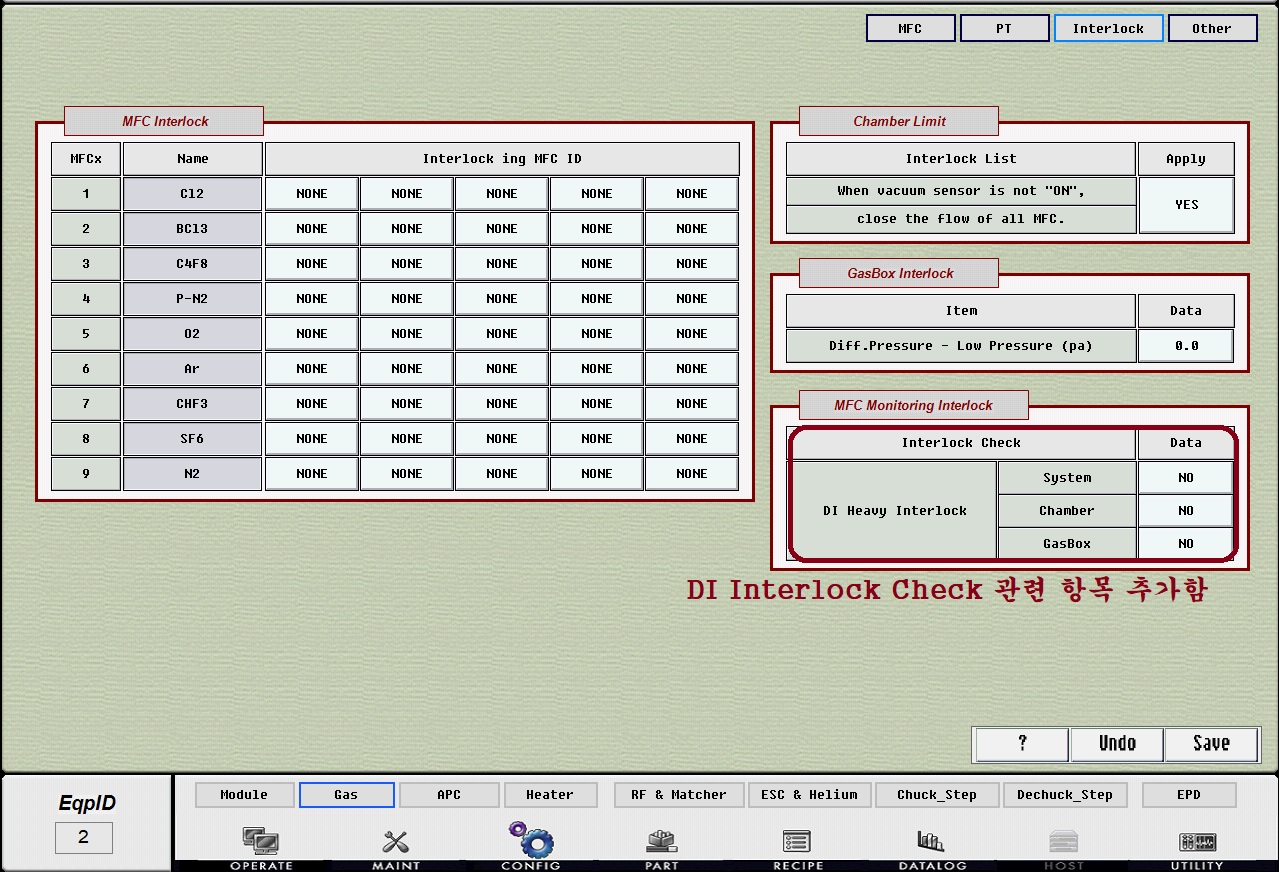 MFC PT Interlock Other
MFC Interlock
MFCx Name Interlock ing MFC ID
1 Cl2 NONE NONE NONE NONE NONE
2 BCl3 NONE NONE NONE NONE NONE
3 C4F8 NONE NONE NONE NONE NONE
4 P-N2 NONE NONE NONE NONE NONE
5 O2 NONE NONE NONE NONE NONE
6 Ar NONE NONE NONE NONE NONE
7 CHF3 NONE NONE NONE NONE NONE
8 SF6 NONE NONE NONE NONE NONE
9 N2 NONE NONE NONE NONE NONE
Chamber Limit
Interlock List Apply
When vacuum sensor is not "ON",
close the flow of all MFC.
YES
GasBox Interlock
Item Data
Diff.Pressure - Low Pressure (pa) 0.0
MFC Monitoring Interlock
Interlock Check Data
DI Heavy Interlock
System NO
Chamber NO
GasBox NO
DI Interlock Check 관련 항목 추가함
? Undo Save
EqpID
2
Module Gas APC Heater RF & Matcher ESC & Helium Chuck_Step Dechuck_Step EPD
OPERATE MAINT CONFIG PART RECIPE DATALOG HOST UTILITY